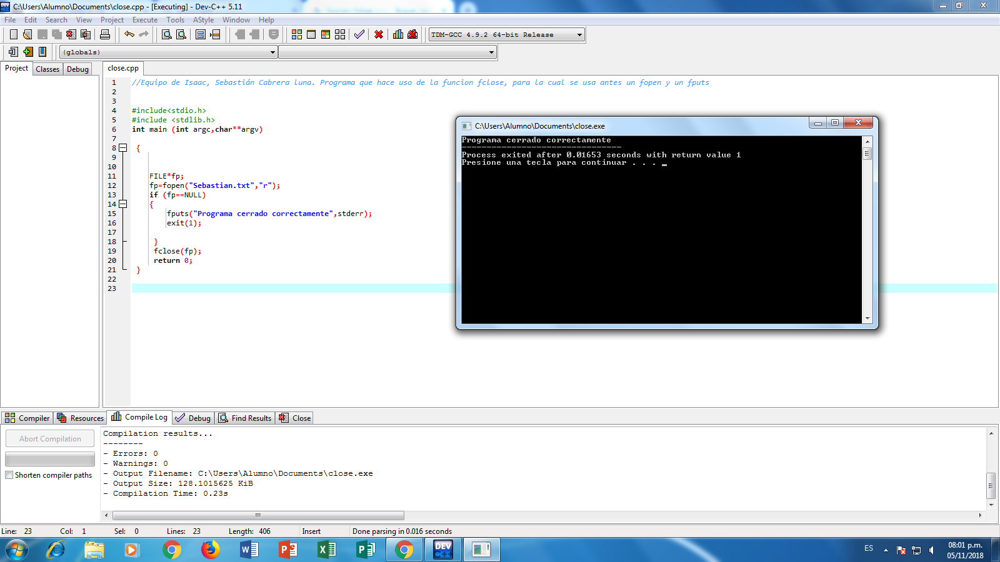 C:\Users\Alumno\Documents\close.cpp - [Executing] - Dev-C++ 5.11
File Edit Search View Project Execute Tools AStyle Window Help
TDM-GCC 4.9.2 64-bit Release
(globals)
Project Classes Debug
close.cpp
1 //Equipo de Isaac, Sebastián Cabrera luna. Programa que hace uso de la funcion fclose, para la cual se usa antes un fopen y un fputs
2
3
4 #include<stdio.h>
5 #include <stdlib.h>
6 int main (int argc,char**argv)
7
8 {
9
10
11 FILE*fp;
12 fp=fopen("Sebastian.txt","r");
13 if (fp==NULL)
14 {
15 fputs("Programa cerrado correctamente",stderr);
16 exit(1);
17
18 }
19 fclose(fp);
20 return 0;
21 }
22
23
C:\Users\Alumno\Documents\close.exe
Programa cerrado correctamente
--------------------------------
Process exited after 0.01653 seconds with return value 1
Presione una tecla para continuar . . . _
Compiler Resources Compile Log Debug Find Results Close
Abort Compilation
Shorten compiler paths
Compilation results...
--------
- Errors: 0
- Warnings: 0
- Output Filename: C:\Users\Alumno\Documents\close.exe
- Output Size: 128.1015625 KiB
- Compilation Time: 0.23s
Line: 23 Col: 1 Sel: 0 Lines: 23 Length: 406 Insert Done parsing in 0.016 seconds
DEV C++
ES
08:01 p.m.
05/11/2018